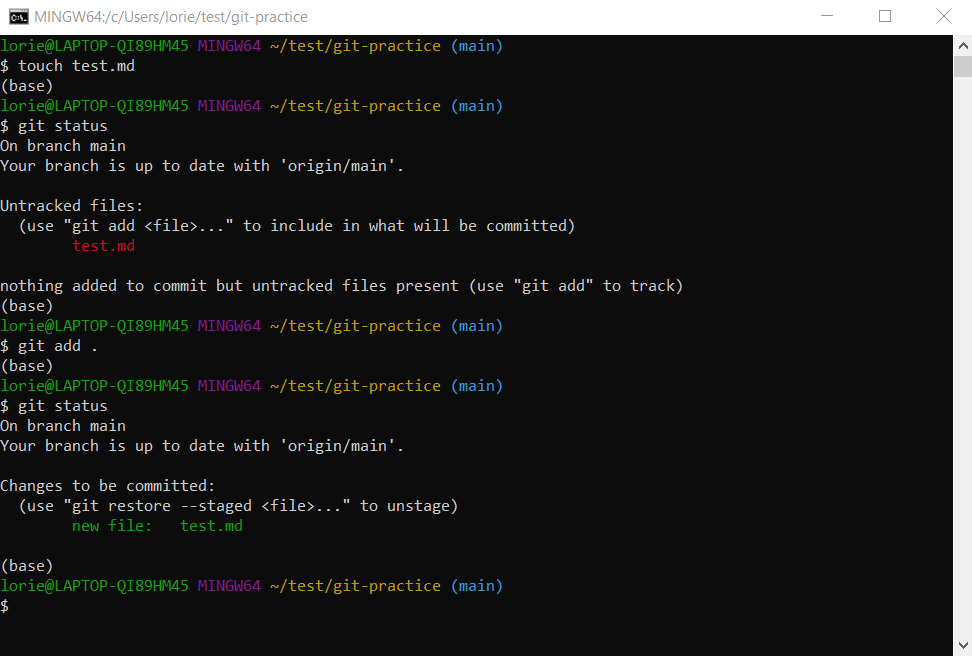 MINGW64:/c/Users/lorie/test/git-practice
lorie@LAPTOP-QI89HM45 MINGW64 ~/test/git-practice (main)
$ touch test.md
(base)
lorie@LAPTOP-QI89HM45 MINGW64 ~/test/git-practice (main)
$ git status
On branch main
Your branch is up to date with 'origin/main'.

Untracked files:
  (use "git add <file>..." to include in what will be committed)
        test.md

nothing added to commit but untracked files present (use "git add" to track)
(base)
lorie@LAPTOP-QI89HM45 MINGW64 ~/test/git-practice (main)
$ git add .
(base)
lorie@LAPTOP-QI89HM45 MINGW64 ~/test/git-practice (main)
$ git status
On branch main
Your branch is up to date with 'origin/main'.

Changes to be committed:
  (use "git restore --staged <file>..." to unstage)
        new file:   test.md

(base)
lorie@LAPTOP-QI89HM45 MINGW64 ~/test/git-practice (main)
$